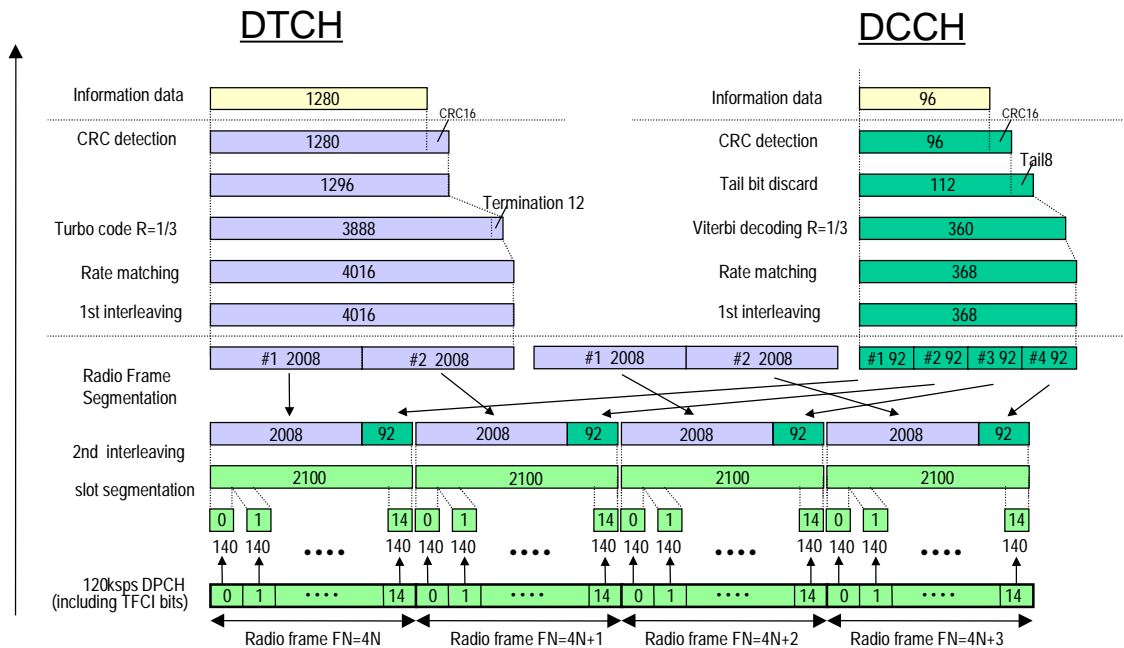 DTCH DCCH
Information data 1280 Information data 96
CRC16 CRC16
CRC detection 1280 CRC detection 96
Tail8
1296 Tail bit discard 112
Termination 12
Turbo code R=1/3 3888 Viterbi decoding R=1/3 360
Rate matching 4016 Rate matching 368
1st interleaving 4016 1st interleaving 368
#1 2008 #2 2008 #1 2008 #2 2008 #1 92 #2 92 #3 92 #4 92
Radio Frame
Segmentation
2008 92 2008 92 2008 92 2008 92
2nd interleaving
2100 2100 2100 2100
slot segmentation
0 1 14 0 1 14 0 1 14 0 1 14
140 140 •••• 140 140 140 •••• 140 140 140 •••• 140 140 140 •••• 140
120ksps DPCH
(including TFCI bits)
0 1 •••• 14 0 1 •••• 14 0 1 •••• 14 0 1 •••• 14
Radio frame FN=4N Radio frame FN=4N+1 Radio frame FN=4N+2 Radio frame FN=4N+3